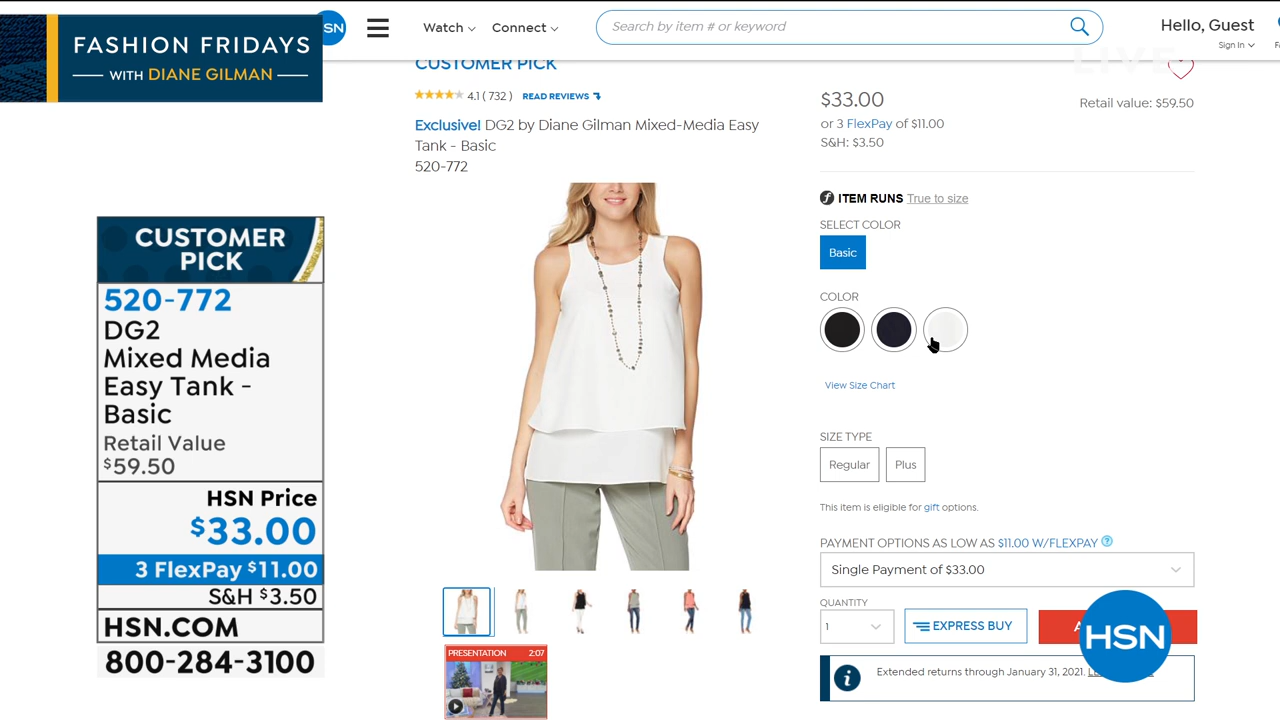 FASHION FRIDAYS
WITH DIANE GILMAN
SN
Watch
Connect
Search by item # or keyword
Hello, Guest
Sign In
LIVE
CUSTOMER PICK
4.1 ( 732 ) READ REVIEWS
Exclusive! DG2 by Diane Gilman Mixed-Media Easy
Tank - Basic
520-772
$33.00
Retail value: $59.50
or 3 FlexPay of $11.00
S&H: $3.50
ITEM RUNS True to size
SELECT COLOR
Basic
COLOR
View Size Chart
SIZE TYPE
Regular
Plus
This item is eligible for gift options.
PAYMENT OPTIONS AS LOW AS $11.00 W/FLEXPAY ?
Single Payment of $33.00
QUANTITY
1
EXPRESS BUY
A
HSN
i
Extended returns through January 31, 2021.
PRESENTATION 2:07
CUSTOMER
PICK
520-772
DG2
Mixed Media
Easy Tank -
Basic
Retail Value
$59.50
HSN Price
$33.00
3 FlexPay $11.00
S&H $3.50
HSN.COM
800-284-3100